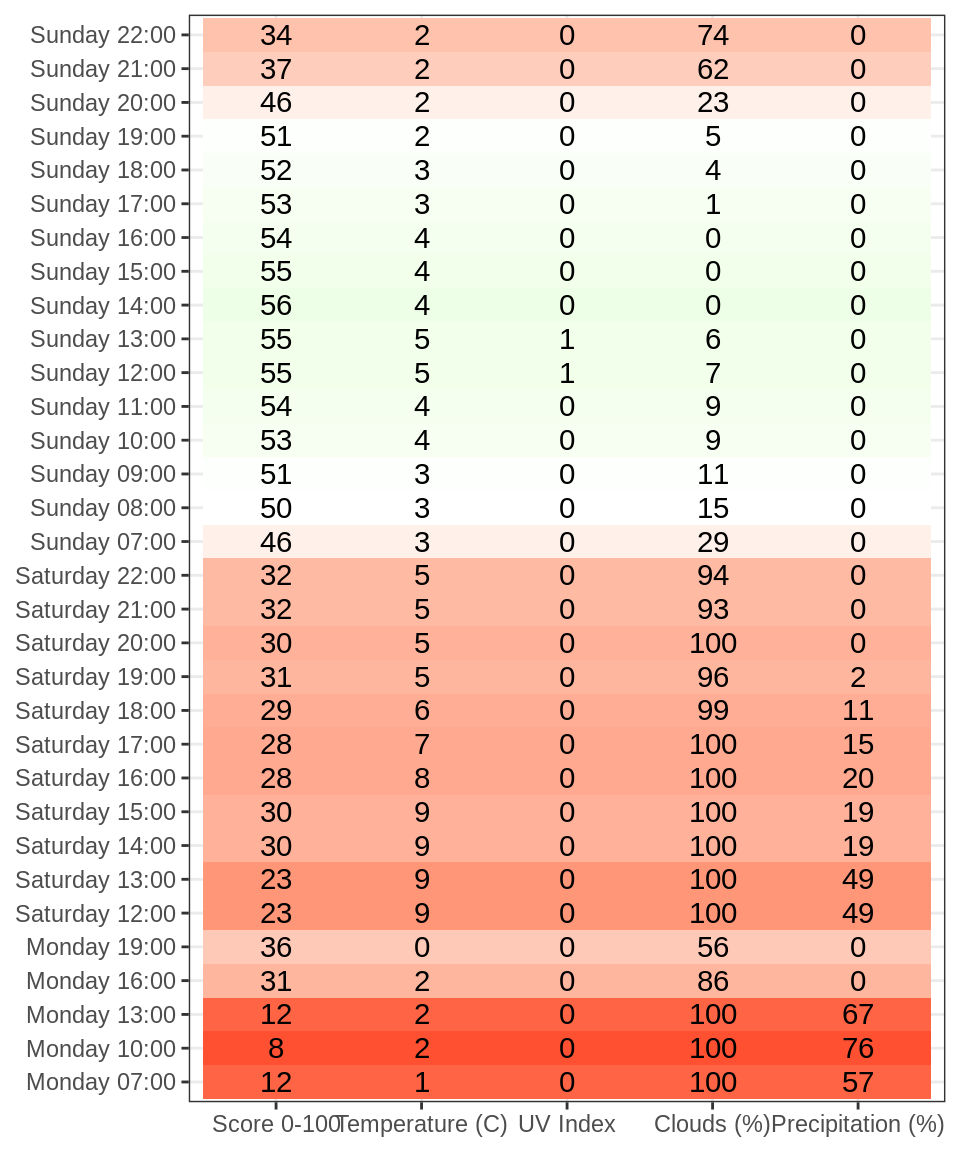 Sunday 22:00 34 2 0 74 0
Sunday 21:00 37 2 0 62 0
Sunday 20:00 46 2 0 23 0
Sunday 19:00 51 2 0 5 0
Sunday 18:00 52 3 0 4 0
Sunday 17:00 53 3 0 1 0
Sunday 16:00 54 4 0 0 0
Sunday 15:00 55 4 0 0 0
Sunday 14:00 56 4 0 0 0
Sunday 13:00 55 5 1 6 0
Sunday 12:00 55 5 1 7 0
Sunday 11:00 54 4 0 9 0
Sunday 10:00 53 4 0 9 0
Sunday 09:00 51 3 0 11 0
Sunday 08:00 50 3 0 15 0
Sunday 07:00 46 3 0 29 0
Saturday 22:00 32 5 0 94 0
Saturday 21:00 32 5 0 93 0
Saturday 20:00 30 5 0 100 0
Saturday 19:00 31 5 0 96 2
Saturday 18:00 29 6 0 99 11
Saturday 17:00 28 7 0 100 15
Saturday 16:00 28 8 0 100 20
Saturday 15:00 30 9 0 100 19
Saturday 14:00 30 9 0 100 19
Saturday 13:00 23 9 0 100 49
Saturday 12:00 23 9 0 100 49
Monday 19:00 36 0 0 56 0
Monday 16:00 31 2 0 86 0
Monday 13:00 12 2 0 100 67
Monday 10:00 8 2 0 100 76
Monday 07:00 12 1 0 100 57
Score 0-100 Temperature (C) UV Index Clouds (%) Precipitation (%)